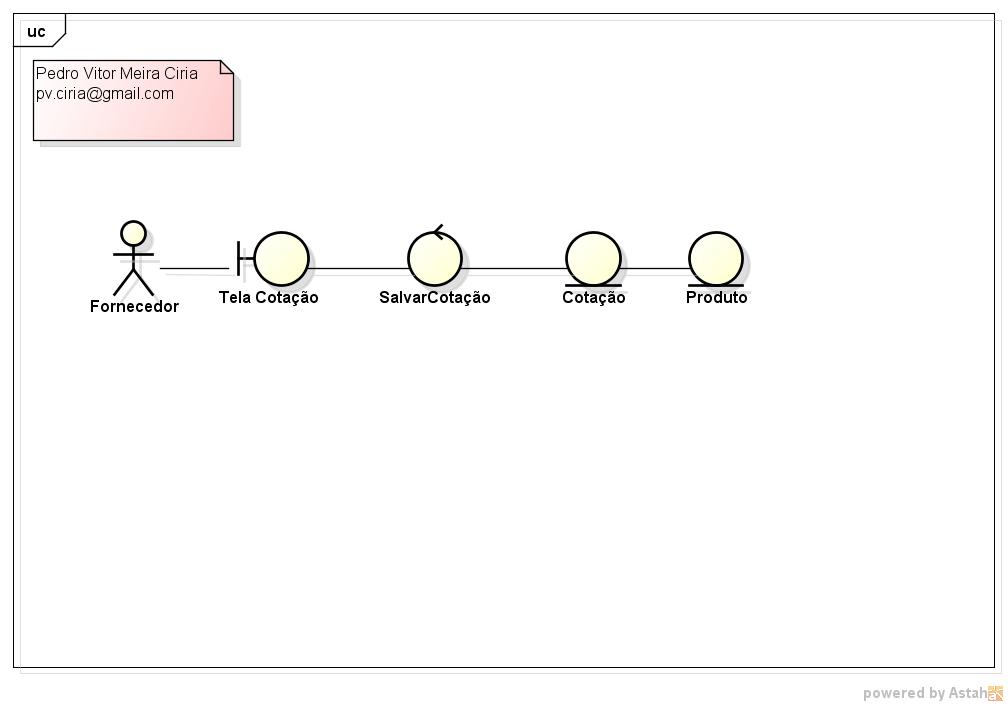 uc
Pedro Vitor Meira Ciria
pv.ciria@gmail.com
Fornecedor
Tela Cotação
SalvarCotação
Cotação
Produto
powered by Astah